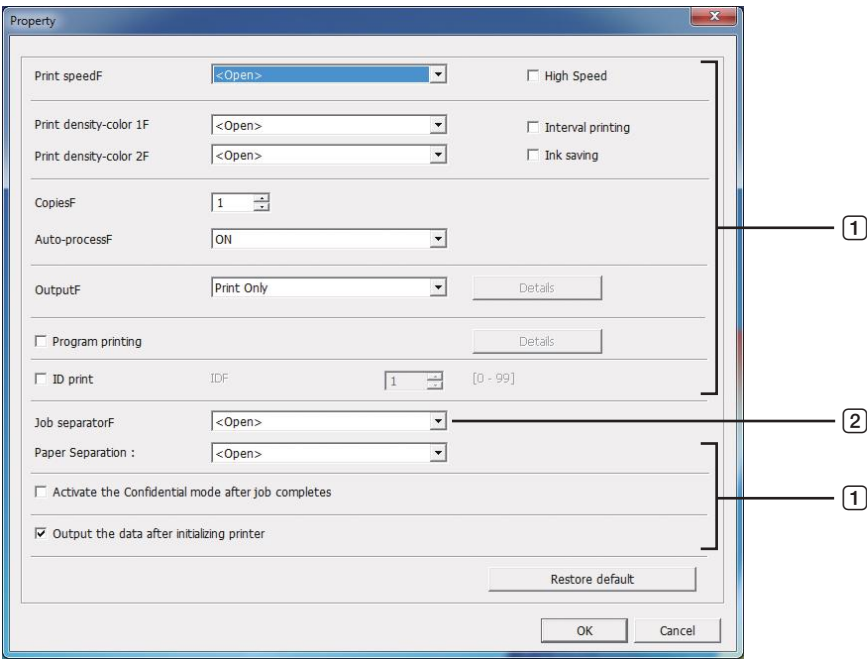 Property
Print speedF <Open> High Speed
Print density-color 1F <Open> Interval printing
Print density-color 2F <Open> Ink saving
CopiesF 1
1
Auto-processF ON
OutputF Print Only Details
Program printing Details
ID print IDF 1 [0 - 99]
Job separatorF <Open> 2
Paper Separation : <Open>
Activate the Confidential mode after job completes 1
Output the data after initializing printer
Restore default
OK Cancel